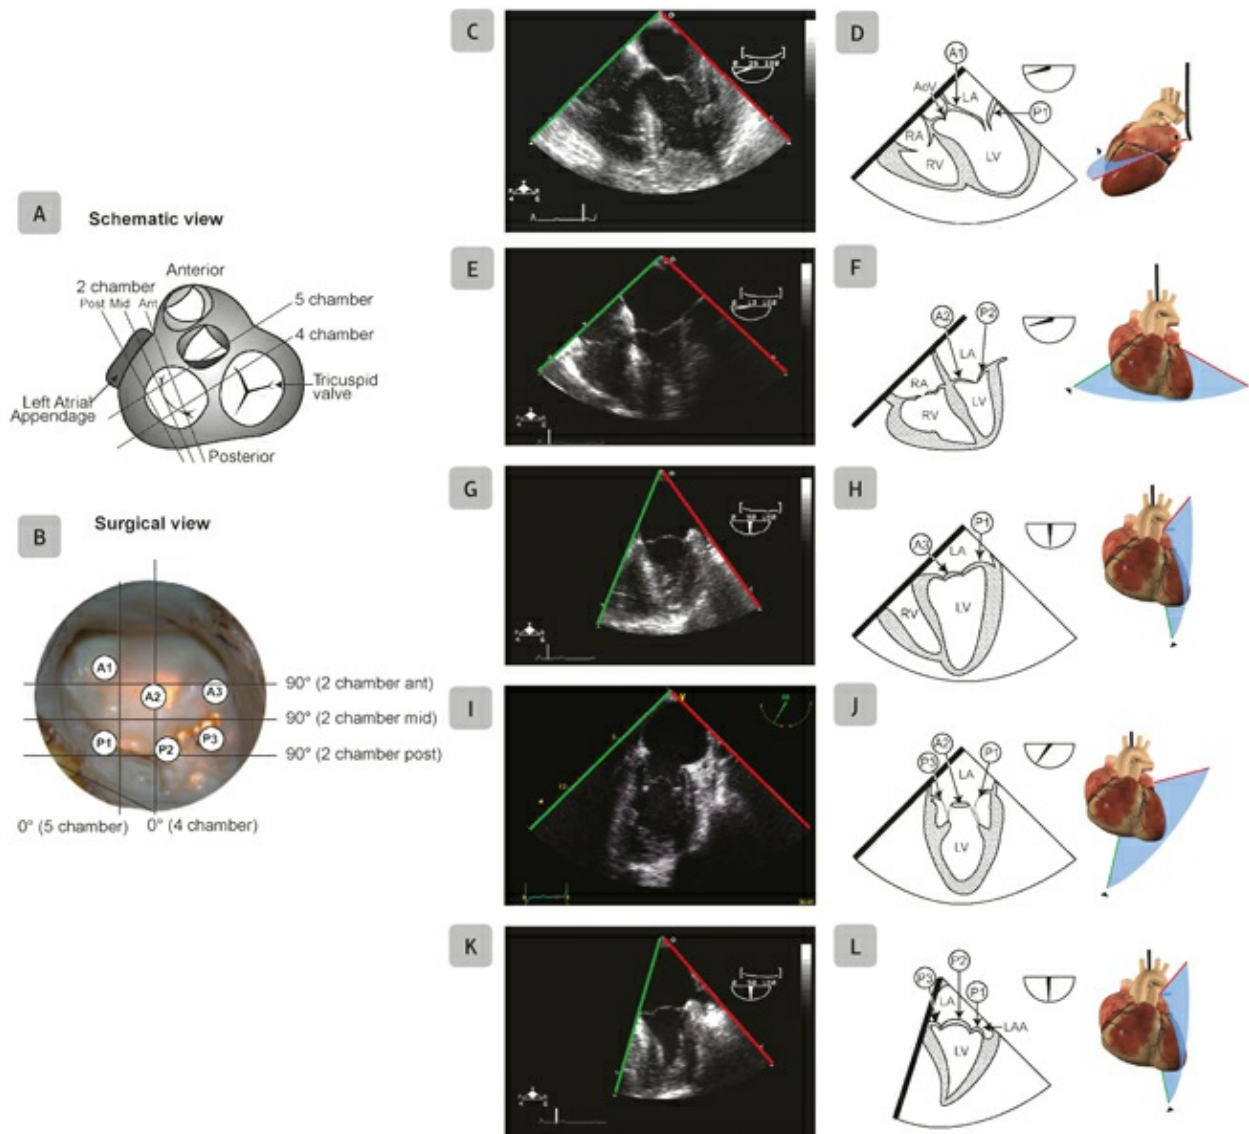 A
Schematic view
Anterior
2 chamber
Post Mid Ant
5 chamber
4 chamber
Tricuspid
valve
Left Atrial
Appendage
Posterior
B
Surgical view
A1
A2
A3
P1
P2
P3
90° (2 chamber ant)
90° (2 chamber mid)
90° (2 chamber post)
0° (5 chamber)
0° (4 chamber)
C
D
A1
AoV
LA
P1
RA
RV
LV
E
F
A2
P2
LA
RA
LV
RV
G
H
P1
A3
LA
RV
LV
I
J
A2
P3
P1
LA
LV
K
L
P2
P3
P1
LA
LAA
LV